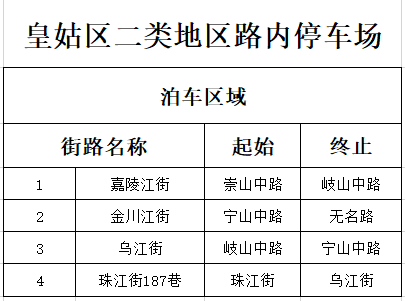 皇姑区二类地区路内停车场
泊车区域
街路名称 起始 终止
1 嘉陵江街 崇山中路 岐山中路
2 金川江街 宁山中路 无名路
3 乌江街 岐山中路 宁山中路
4 珠江街187巷 珠江街 乌江街